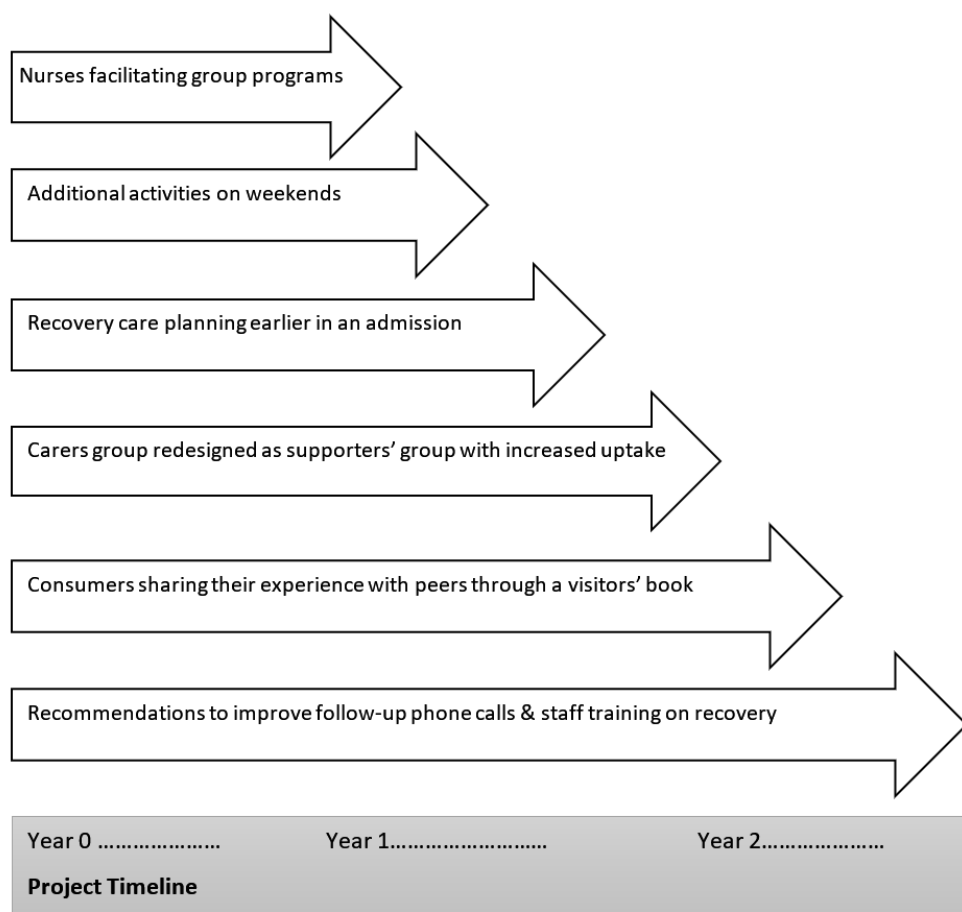 Nurses facilitating group programs
Additional activities on weekends
Recovery care planning earlier in an admission
Carers group redesigned as supporters’ group with increased uptake
Consumers sharing their experience with peers through a visitors’ book
Recommendations to improve follow-up phone calls & staff training on recovery
Year 0 ………………… Year 1……………………… Year 2…………………
Project Timeline